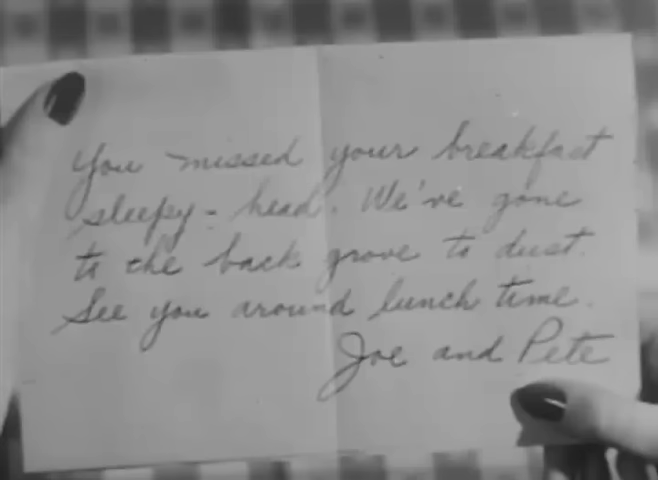 You missed your breakfast
sleepy-head. We've gone
to the back grove to dust.
See you around lunch time.
Joe and Pete